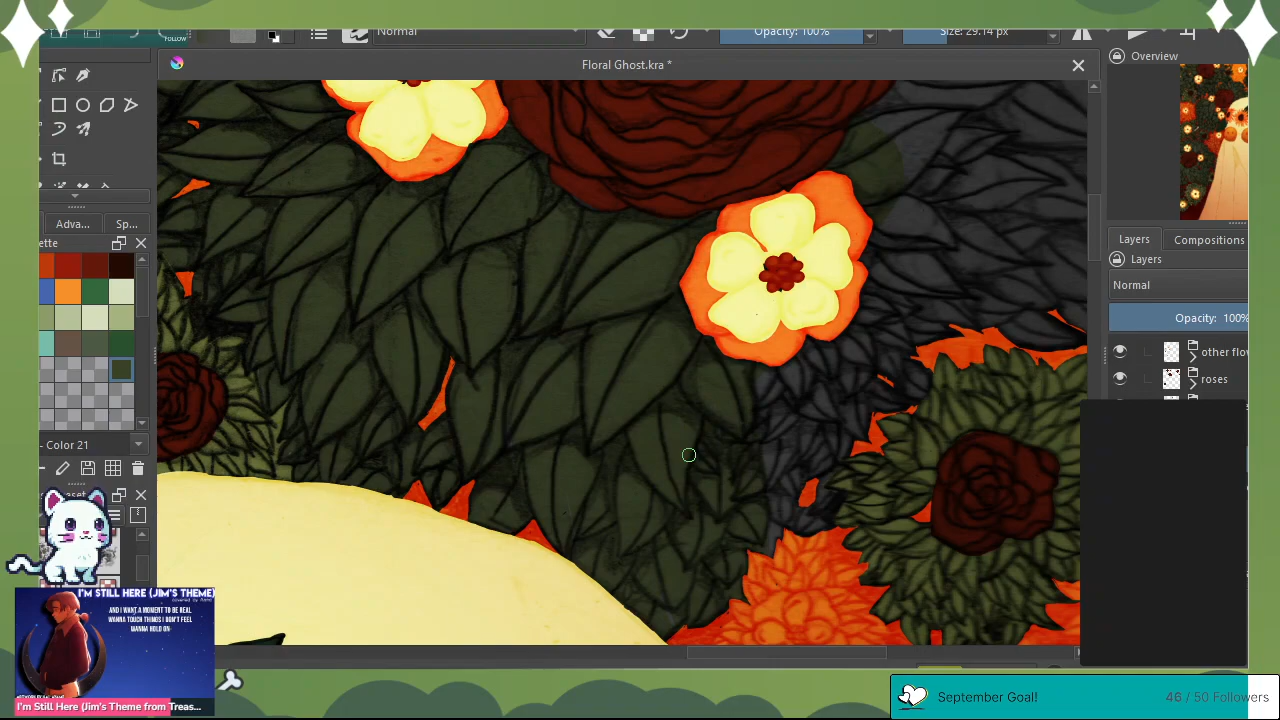 FOLLOW
Normal
Opacity: 100%
Size: 29.14 px
Floral Ghost.kra *
Overview
Adva...
Sp...
ette
- Color 21
Layers
Compositions
Layers
Normal
Opacity: 100%
other flow
roses
I'M STILL HERE (JIM'S THEME)
AND I WANT A MOMENT TO BE REAL
WANNA TOUCH THINGS I DON'T FEEL
WANNA HOLD ON
I'm Still Here (Jim's Theme from Treas...
September Goal!
46 / 50 Followers